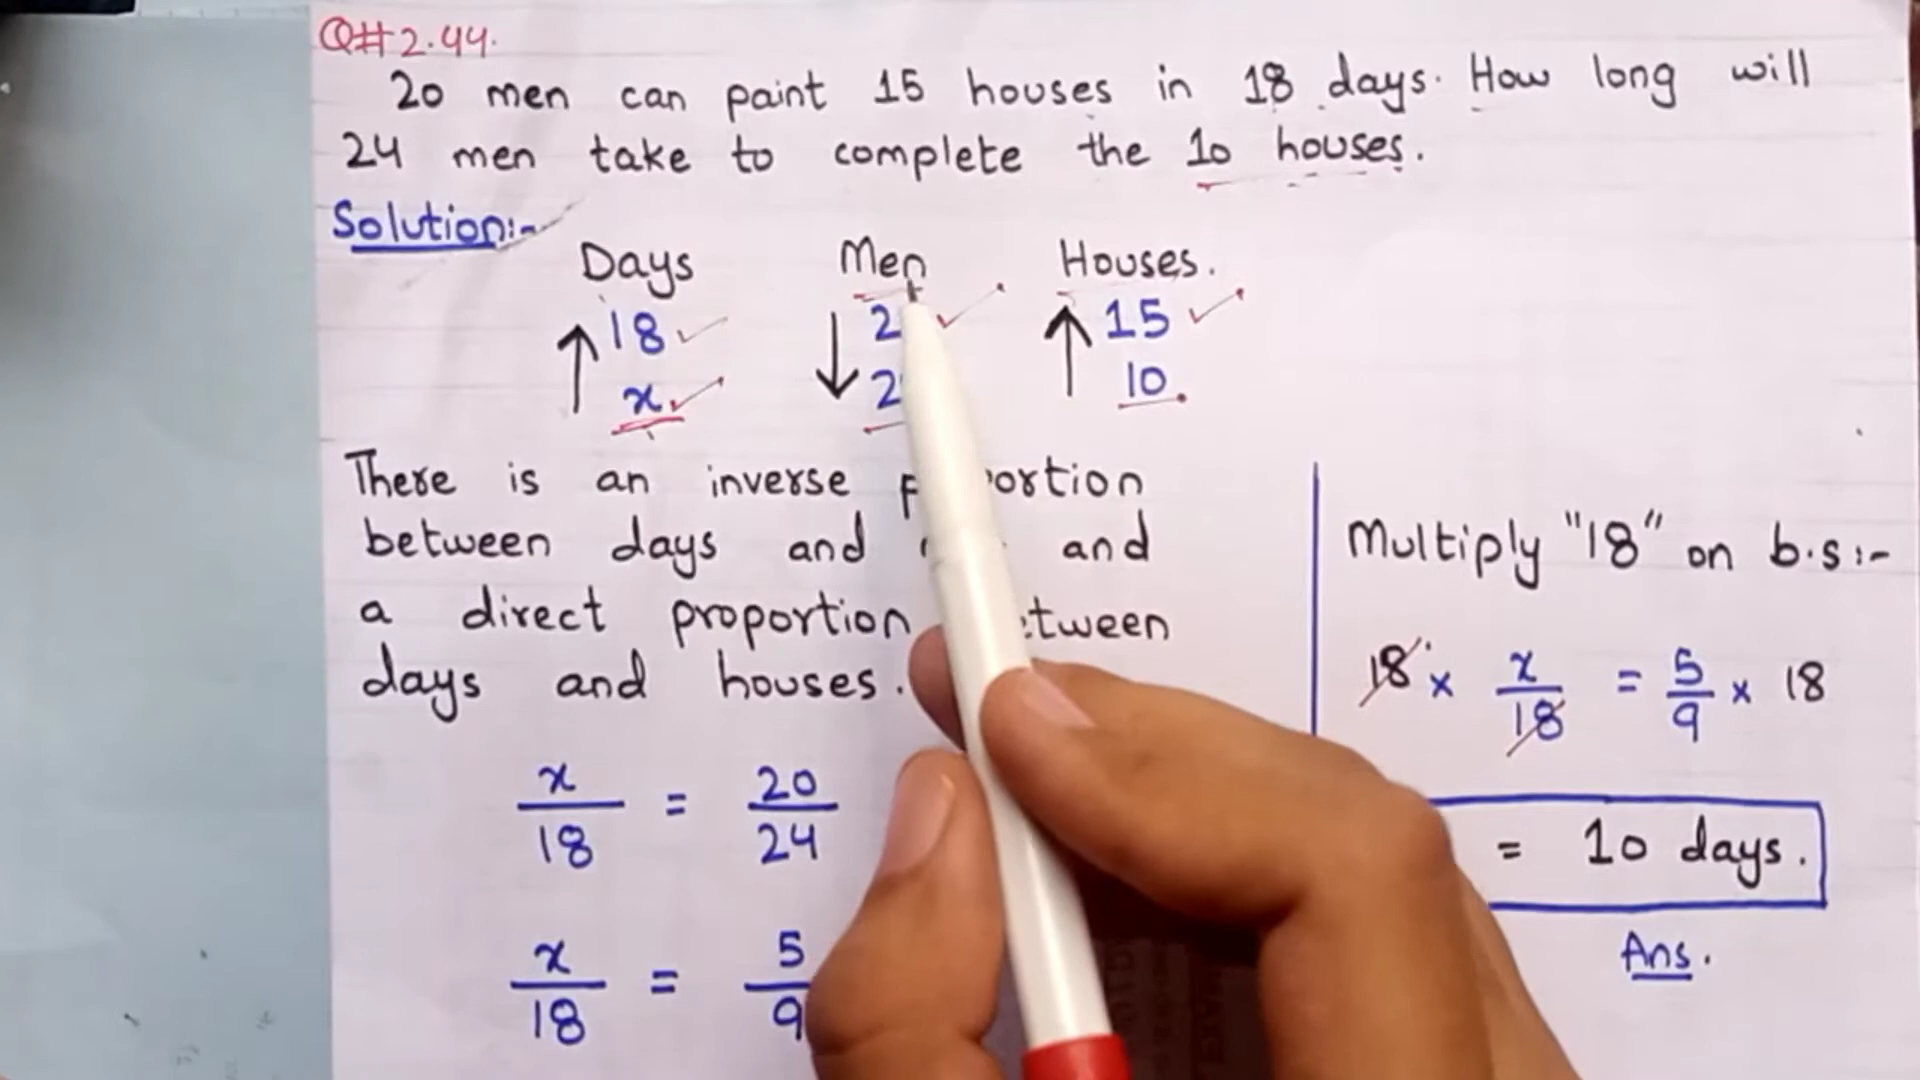 Q# 2.44.
20 men can paint 15 houses in 18 days. How long will
24 men take to complete the 10 houses.
Solution:-
Days Men Houses.
18 15
x 10
There is an inverse
between days and and
a direct proportion
days and houses.
x/18 = 20/24
x/18 = 5/9
Multiply "18" on b.s:-
18 × x/18 = 5/9 × 18
= 10 days.
Ans.